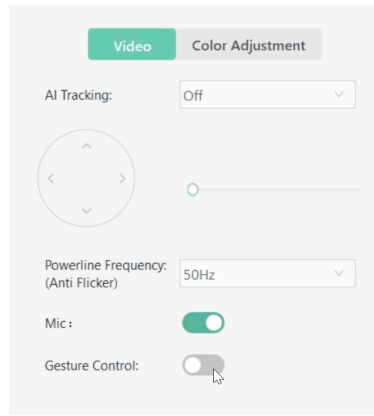 Video
Color Adjustment
AI Tracking:
Off
Powerline Frequency:
(Anti Flicker)
50Hz
Mic：
Gesture Control: